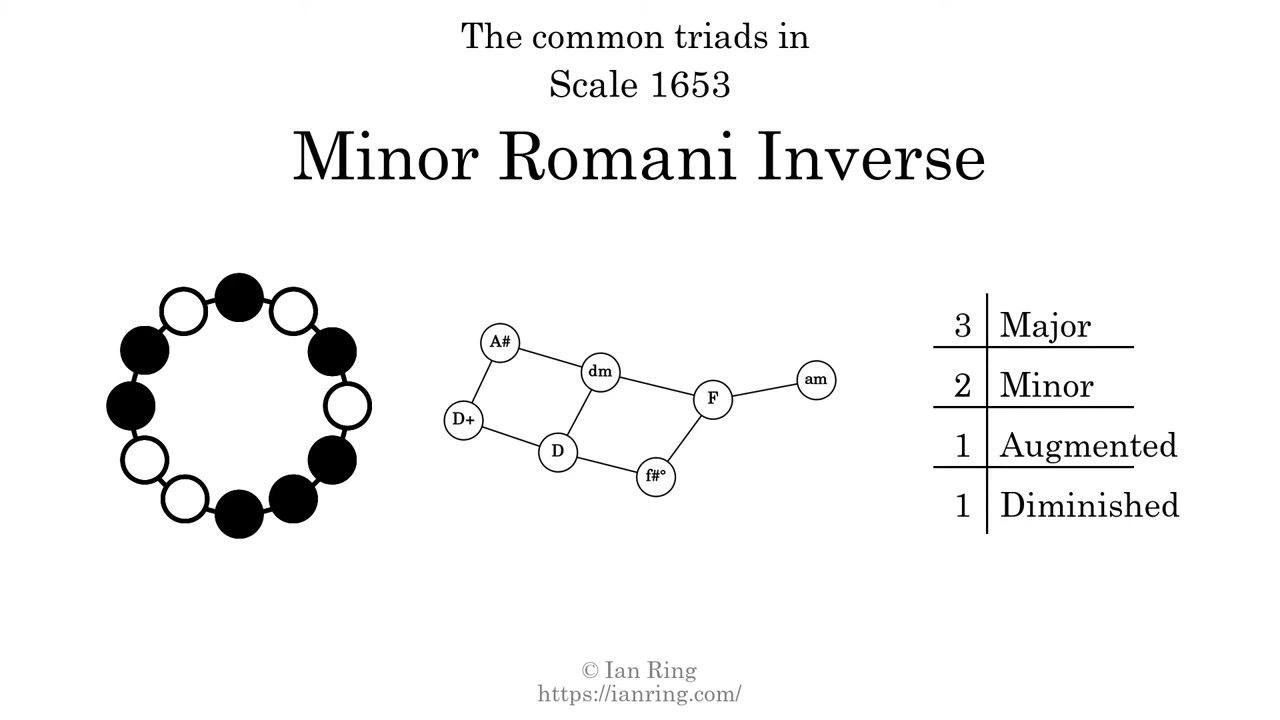 The common triads in
Scale 1653
Minor Romani Inverse
A#
dm
am
F
D+
D
f#°
3 Major
2 Minor
1 Augmented
1 Diminished
© Ian Ring
https://ianring.com/